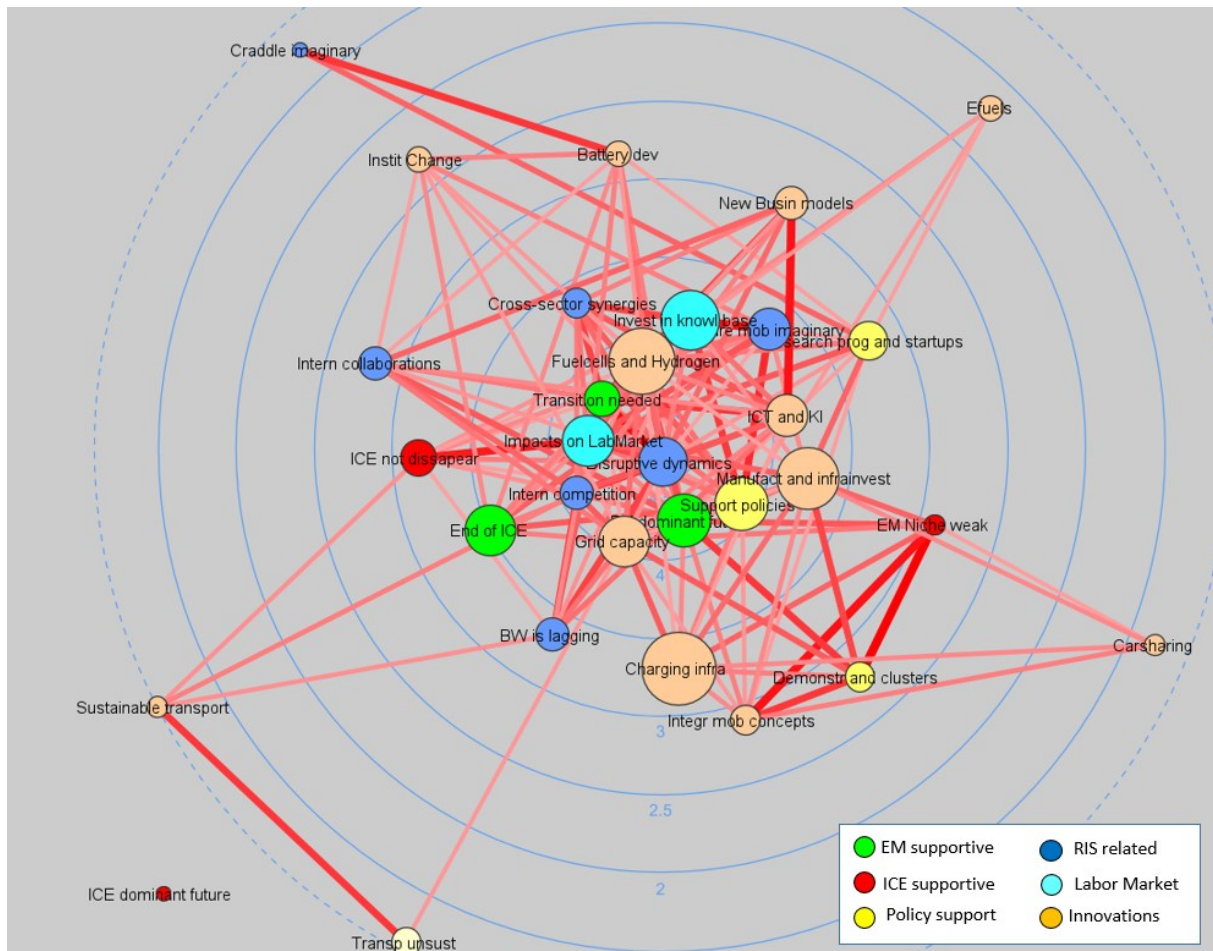 Craddle imaginary
Efuels
Instit Change
Battery dev
New Busin models
Cross-sector synergies
Invest in knowl base
re mob imaginary
search prog and startups
Intern collaborations
Fuelcells and Hydrogen
Transition needed
ICT and KI
Impacts on LabMarket
ICE not dissapear
Disruptive dynamics
Manufact and infrainvest
Intern competition
Support policies
End of ICE
dominant fut
EM Niche weak
Grid capacity
4
BW is lagging
Carsharing
Charging infra
Demonstr and clusters
Sustainable transport
Integr mob concepts
3
2.5
EM supportive
RIS related
ICE supportive
Labor Market
Policy support
Innovations
2
ICE dominant future
Transp unsust